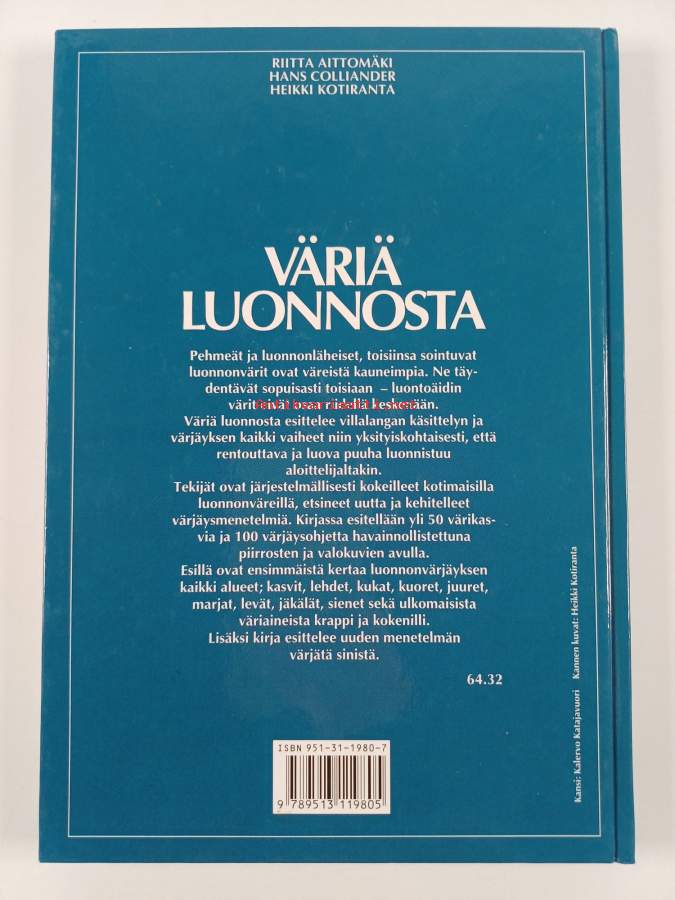 RIITTA AITTOMÄKI
HANS COLLIANDER
HEIKKI KOTIRANTA
VÄRIÄ
LUONNOSTA
Pehmeät ja luonnonläheiset, toisiinsa sointuvat
luonnonvärit ovat väreistä kauneimpia. Ne täy-
dentävät sopuisasti toisiaan – luontoäidin
värit eivät osaa riidellä keskenään.
Väriä luonnosta esittelee villalangan käsittelyn ja
värjäyksen kaikki vaiheet niin yksityiskohtaisesti, että
rentouttava ja luova puuha luonnistuu
aloittelijaltakin.
Tekijät ovat järjestelmällisesti kokeilleet kotimaisilla
luonnonväreillä, etsineet uutta ja kehitelleet
värjäysmenetelmiä. Kirjassa esitellään yli 50 värikas-
via ja 100 värjäysohjetta havainnollistettuna
piirrosten ja valokuvien avulla.
Esillä ovat ensimmäistä kertaa luonnonvärjäyksen
kaikki alueet; kasvit, lehdet, kukat, kuoret, juuret,
marjat, levät, jäkälät, sienet sekä ulkomaisista
väriaineista krappi ja kokenilli.
Lisäksi kirja esittelee uuden menetelmän
värjätä sinistä.
64.32
ISBN 951-31-1980-7
9 789513 119805
Kansi: Kalervo Katajavuori Kannen kuvat: Heikki Kotiranta